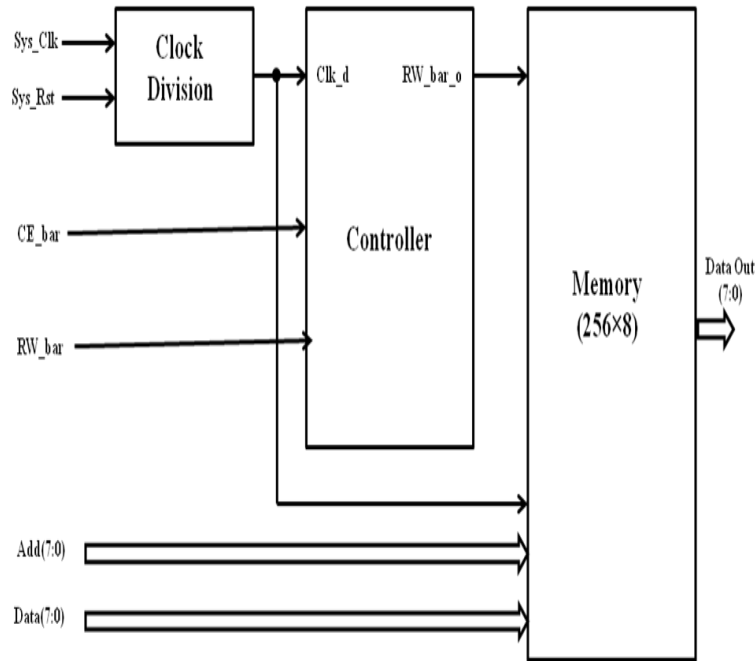 Sys_Clk
Sys_Rst
Clock
Division
Clk_d
RW_bar_o
CE_bar
Controller
RW_bar
Memory
(256×8)
Data Out
(7:0)
Add(7:0)
Data(7:0)